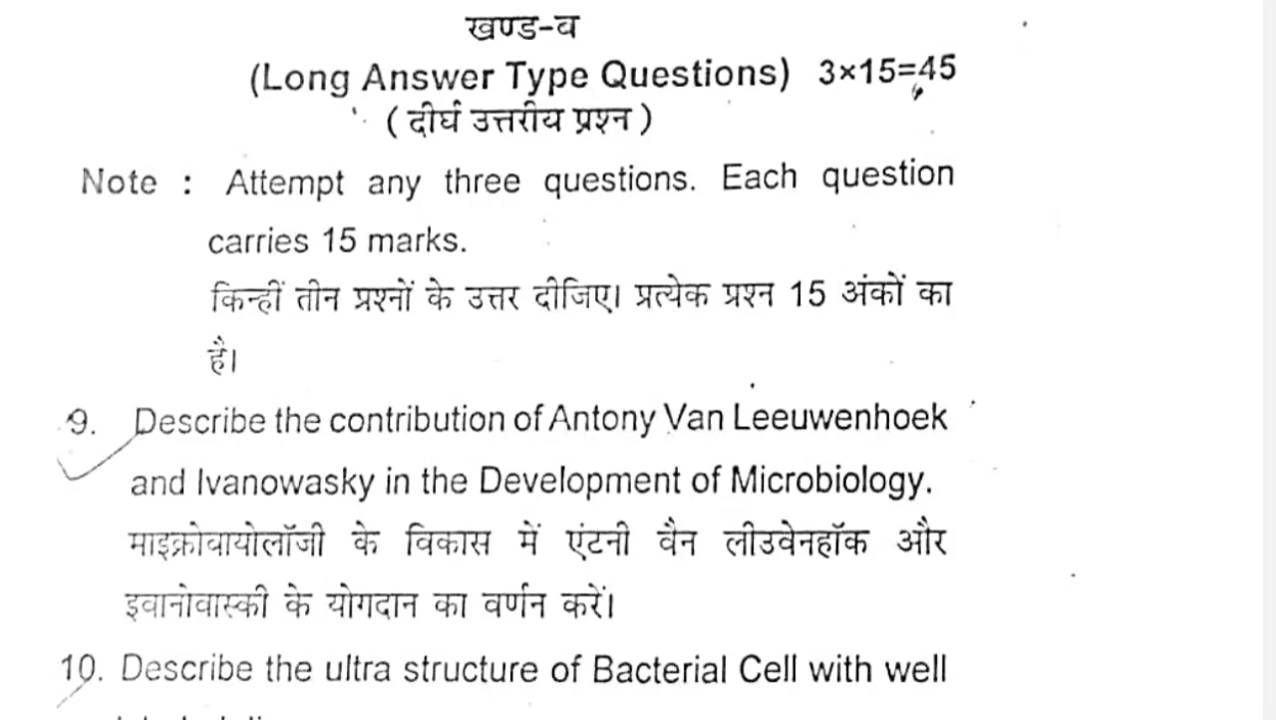 खण्ड-व
(Long Answer Type Questions) 3×15=45
( दीर्घ उत्तरीय प्रश्न )
Note : Attempt any three questions. Each question
carries 15 marks.
किन्हीं तीन प्रश्नों के उत्तर दीजिए। प्रत्येक प्रश्न 15 अंकों का
है।
9. Describe the contribution of Antony Van Leeuwenhoek
and Ivanowasky in the Development of Microbiology.
माइक्रोवायोलॉजी के विकास में एंटनी वैन लीउवेनहॉक और
इवानोवास्की के योगदान का वर्णन करें।
10. Describe the ultra structure of Bacterial Cell with well